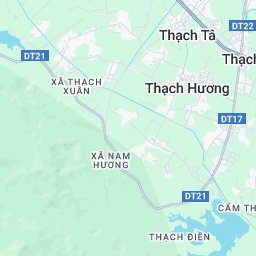 DT22
Thạch Tâ
Thạch
DT21
XÃ THẠCH
XUÂN
Thạch Hương
DT17
XÃ NAM
HƯƠNG
DT21
CẨM TH
THẠCH ĐIỀN